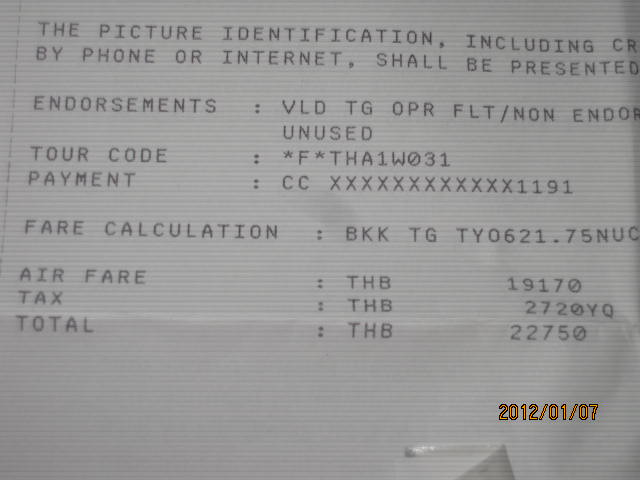 THE PICTURE IDENTIFICATION, INCLUDING CR
BY PHONE OR INTERNET, SHALL BE PRESENTED
ENDORSEMENTS : VLD TG OPR FLT/NON ENDOR
UNUSED
TOUR CODE : *F*THA1W031
PAYMENT : CC XXXXXXXXXXXX1191
FARE CALCULATION : BKK TG TYO621.75NUC
AIR FARE : THB 19170
TAX : THB 2720YQ
TOTAL : THB 22750
2012/01/07